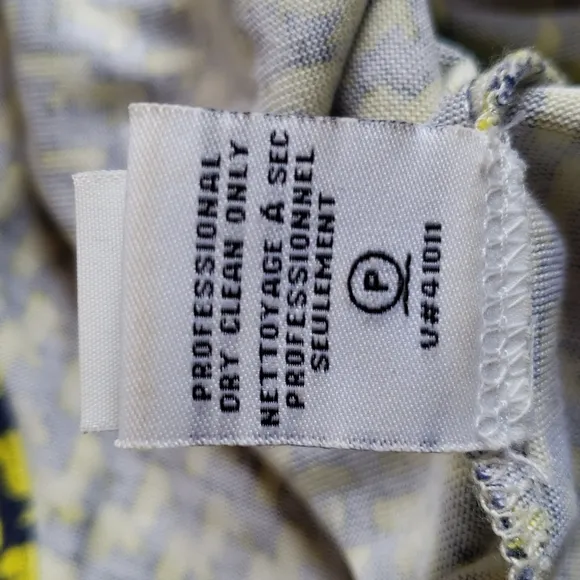 PROFESSIONAL
DRY CLEAN ONLY
NETTOYAGE À SEC
PROFESSIONNEL
SEULEMENT
P
V#41011